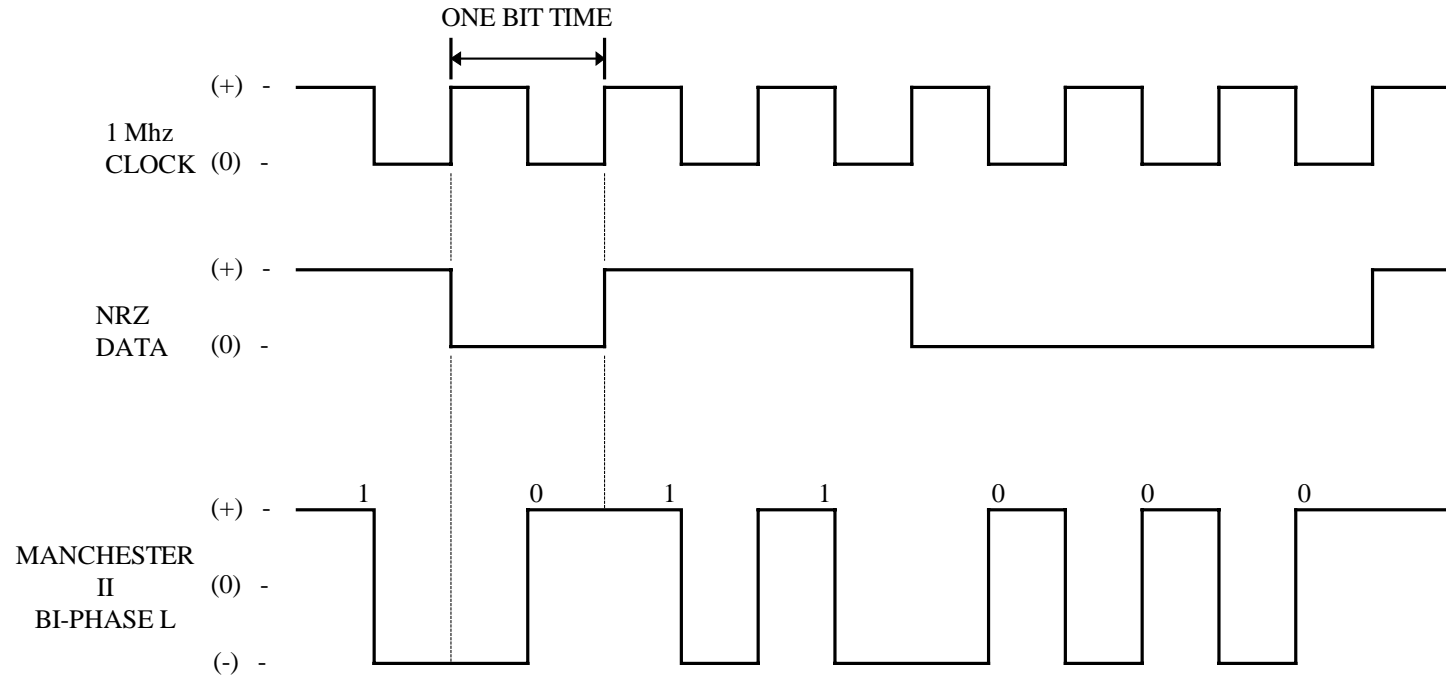 ONE BIT TIME
(+) -
1 Mhz
CLOCK (0) -
(+) -
NRZ
DATA (0) -
1 0 1 1 0 0 0
(+) -
MANCHESTER
II (0) -
BI-PHASE L
(-) -